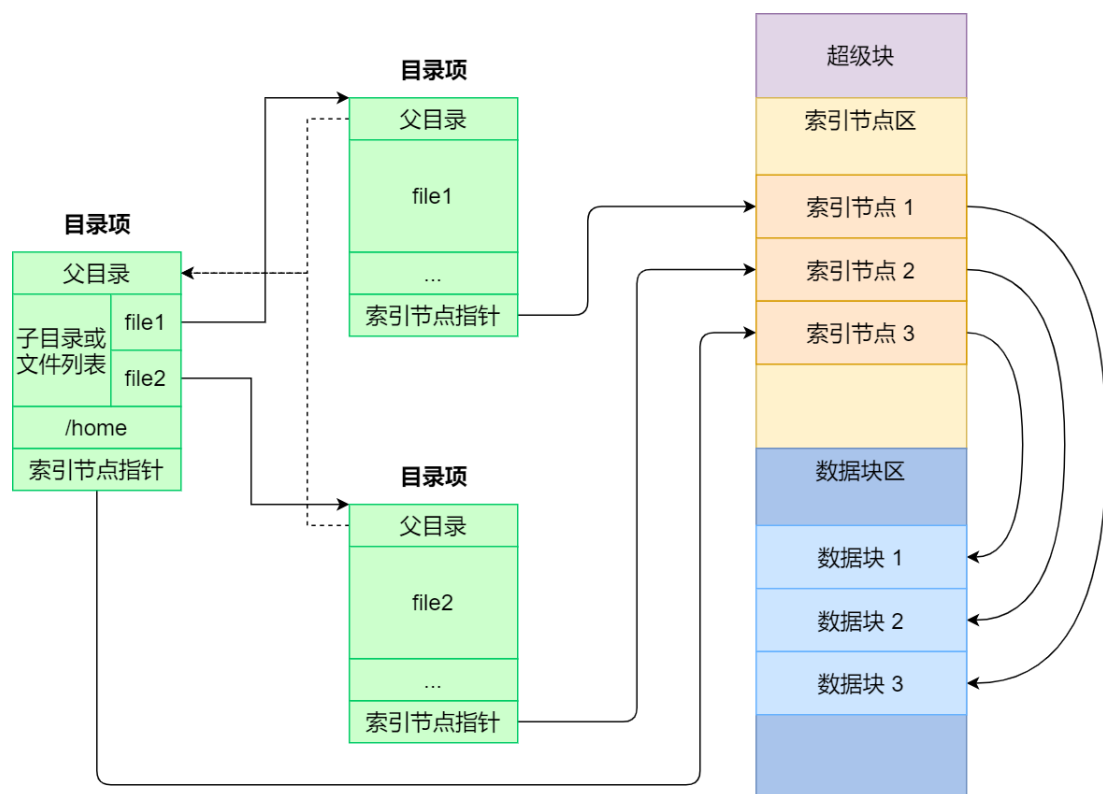 目录项
父目录
子目录或
文件列表
file1
file2
/home
索引节点指针
目录项
父目录
file1
...
索引节点指针
目录项
父目录
file2
...
索引节点指针
超级块
索引节点区
索引节点 1
索引节点 2
索引节点 3
数据块区
数据块 1
数据块 2
数据块 3